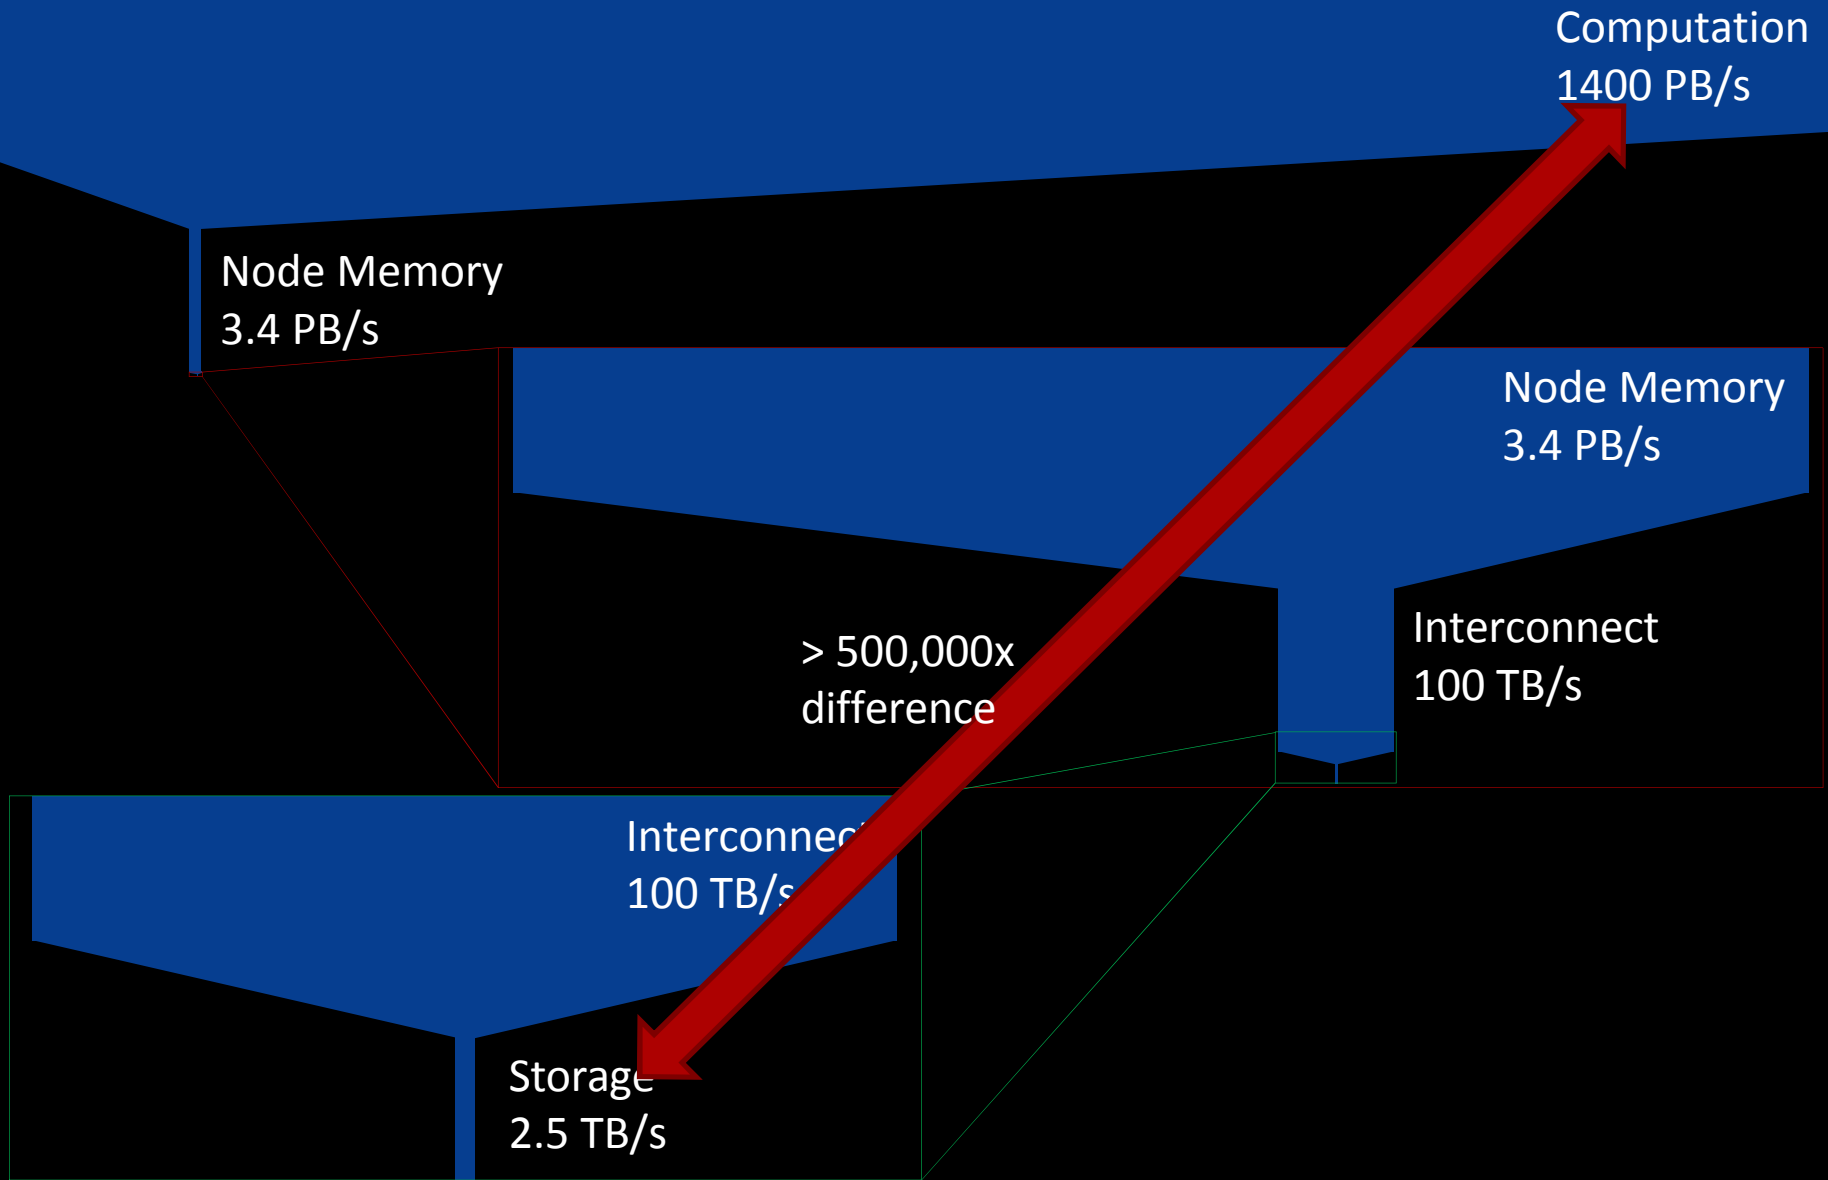 Computation
1400 PB/s
Node Memory
3.4 PB/s
Node Memory
3.4 PB/s
Interconnect
100 TB/s
> 500,000x
difference
Interconnect
100 TB/s
Storage
2.5 TB/s